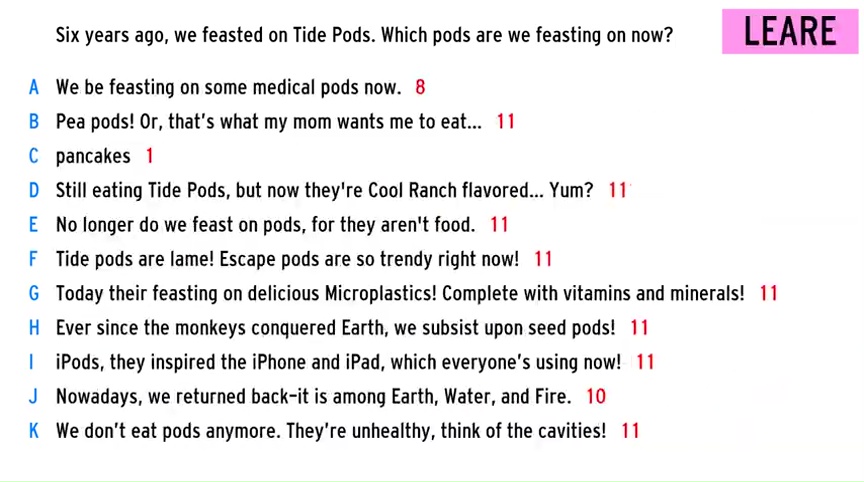 Six years ago, we feasted on Tide Pods. Which pods are we feasting on now?
LEARE
A We be feasting on some medical pods now. 8
B Pea pods! Or, that's what my mom wants me to eat... 11
C pancakes 1
D Still eating Tide Pods, but now they're Cool Ranch flavored... Yum? 11
E No longer do we feast on pods, for they aren't food. 11
F Tide pods are lame! Escape pods are so trendy right now! 11
G Today their feasting on delicious Microplastics! Complete with vitamins and minerals! 11
H Ever since the monkeys conquered Earth, we subsist upon seed pods! 11
I iPods, they inspired the iPhone and iPad, which everyone's using now! 11
J Nowadays, we returned back-it is among Earth, Water, and Fire. 10
K We don't eat pods anymore. They're unhealthy, think of the cavities! 11